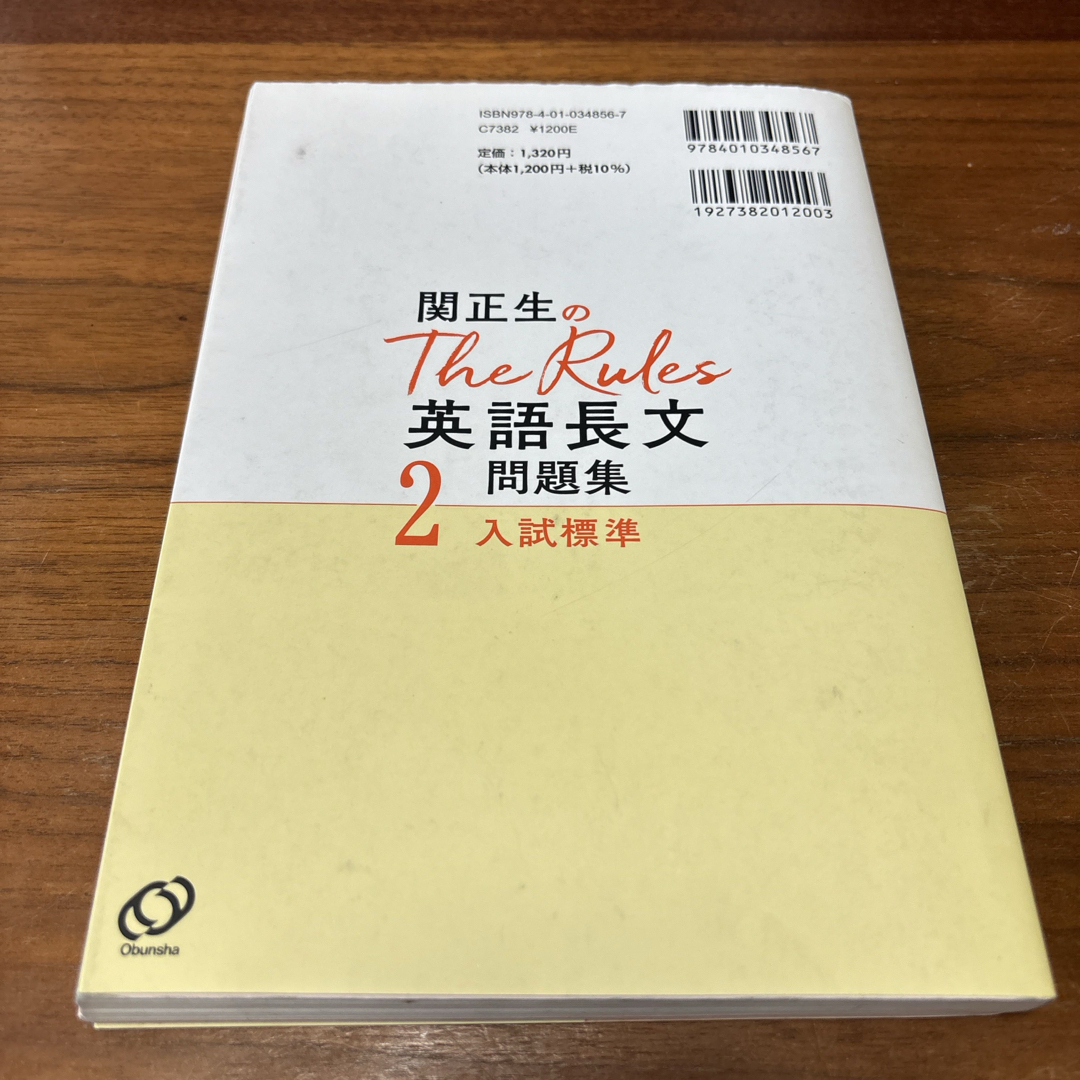 ISBN978-4-01-034856-7
C7382 ¥1200E
定価：1,320円
(本体1,200円+税10%)
9784010348567
1927382012003
関正生の
The Rules
英語長文
2 問題集
入試標準
Obunsha